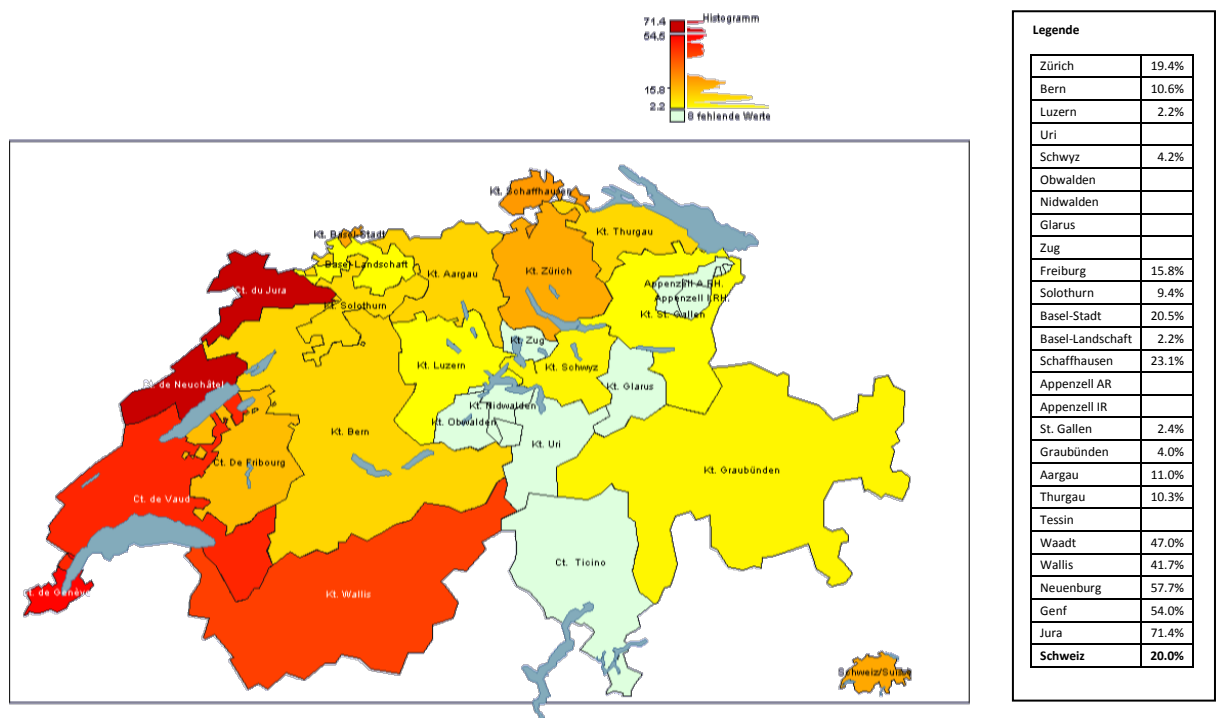 71.4 Histogramm
54.5
15.8
2.2
8 fehlende Werte
Kt. Schaffhausen
Kt. Basel-Stadt
Kt. Thurgau
Basel-Landschaft
Kt. Aargau
Kt. Zürich
Ct. du Jura
Appenzell A.RH.
Appenzell I.RH.
Kt. Solothurn
Kt. St. Gallen
Kt. Zug
Kt. Luzern
Kt. Schwyz
Ct. de Neuchâtel
Kt. Glarus
Kt. Nidwalden
Kt. Obwalden
Kt. Bern
Kt. Uri
Ct. De Fribourg
Kt. Graubünden
Ct. de Vaud
Ct. Ticino
Ct. de Genève
Kt. Wallis
Schweiz/Suisse
Legende
Zürich 19.4%
Bern 10.6%
Luzern 2.2%
Uri
Schwyz 4.2%
Obwalden
Nidwalden
Glarus
Zug
Freiburg 15.8%
Solothurn 9.4%
Basel-Stadt 20.5%
Basel-Landschaft 2.2%
Schaffhausen 23.1%
Appenzell AR
Appenzell IR
St. Gallen 2.4%
Graubünden 4.0%
Aargau 11.0%
Thurgau 10.3%
Tessin
Waadt 47.0%
Wallis 41.7%
Neuenburg 57.7%
Genf 54.0%
Jura 71.4%
Schweiz 20.0%